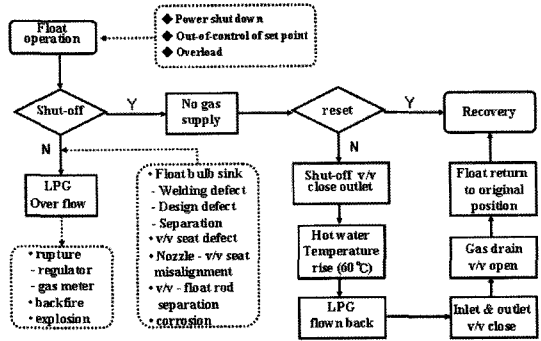 Float
operation
◆ Power shut down
◆ Out-of-control of set point
◆ Overload
Shut-off
Y
No gas
supply
reset
Y
Recovery
N
LPG
Over flow
• rupture
- regulator
- gas meter
• backfire
• explosion
• Float bulb sink
- Welding defect
- Design defect
- Separation
• v/v seat defect
• Nozzle - v/v seat
misalignment
• v/v - float rod
separation
• corrosion
N
Shut-off v/v
close outlet
Hot water
Temperature
rise (60℃)
LPG
flown back
Inlet & outlet
v/v close
Gas drain
v/v open
Float return
to original
position